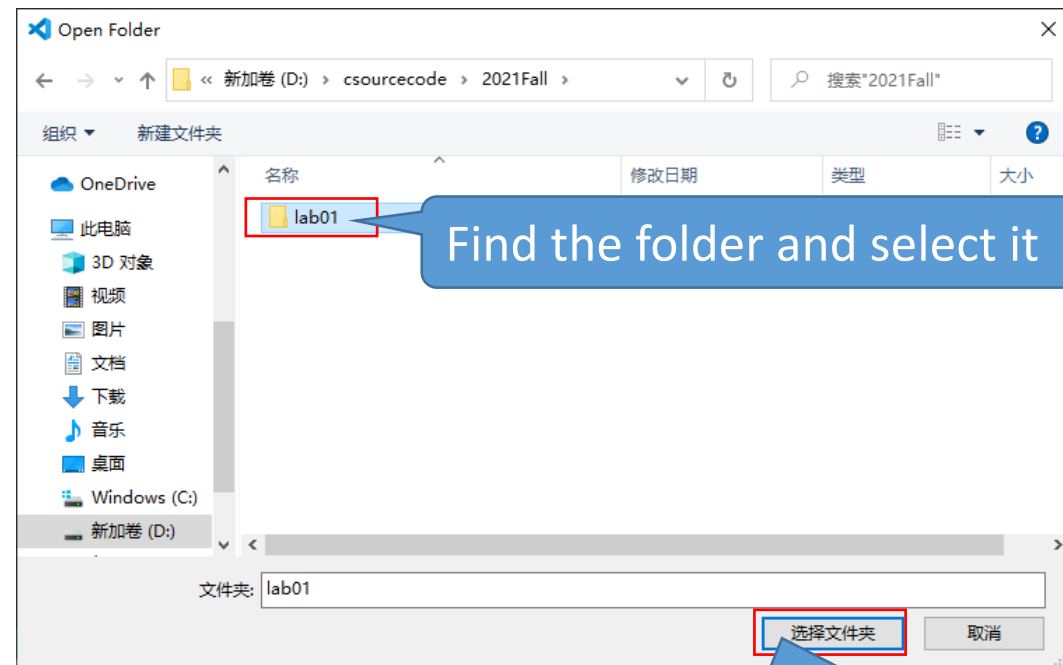 Open Folder
« 新加卷 (D:) › csourcecode › 2021Fall ›
搜索"2021Fall"
组织 新建文件夹
名称 修改日期 类型 大小
OneDrive
lab01
Find the folder and select it
此电脑
3D 对象
视频
图片
文档
下载
音乐
桌面
Windows (C:)
新加卷 (D:)
文件夹: lab01
选择文件夹 取消